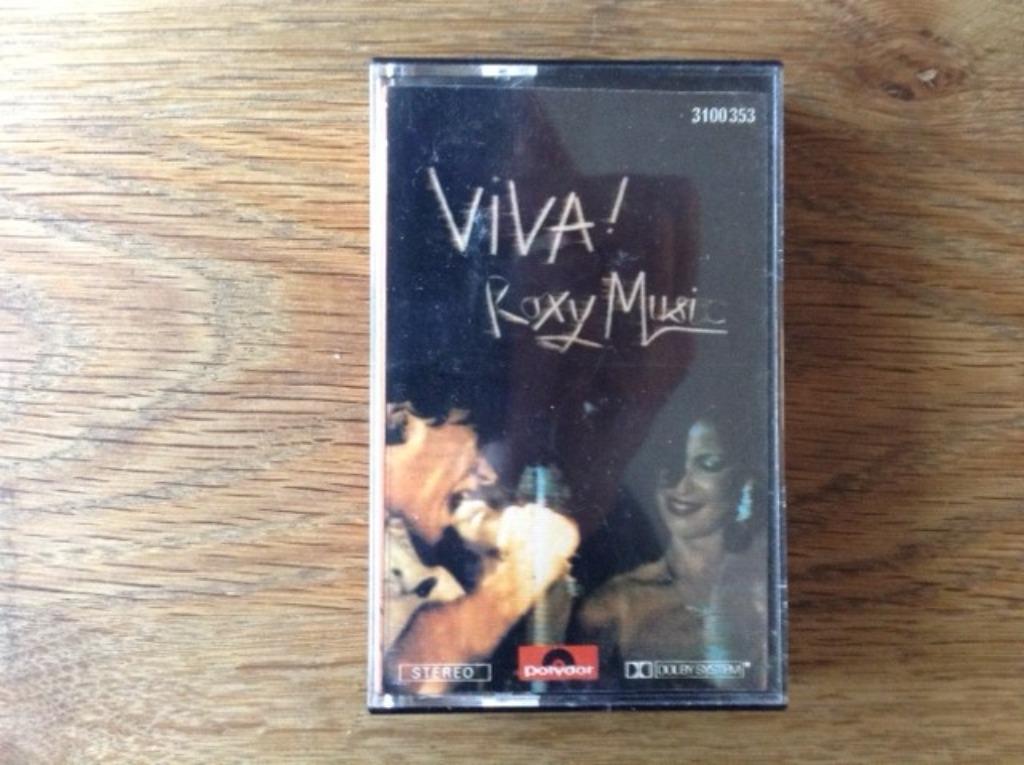 3100 353
VIVA!
Roxy Music
STEREO
polydor
DOLBY SYSTEM